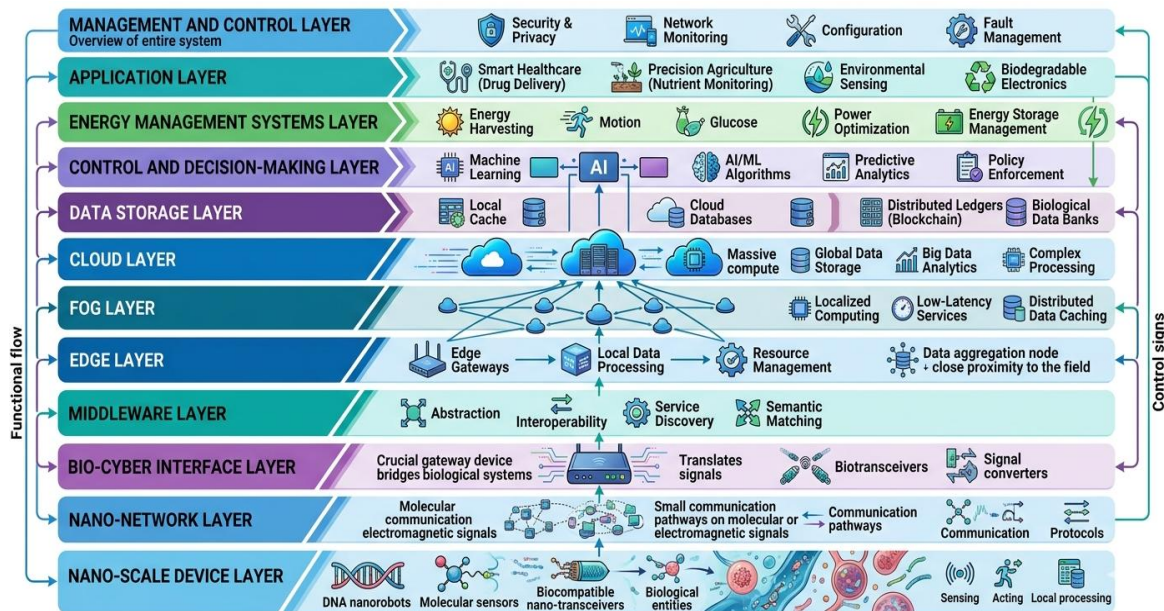 MANAGEMENT AND CONTROL LAYER
Overview of entire system
Security &
Privacy
Network
Monitoring
Configuration
Fault
Management
APPLICATION LAYER
Smart Healthcare
(Drug Delivery)
Precision Agriculture
(Nutrient Monitoring)
Environmental
Sensing
Biodegradable
Electronics
ENERGY MANAGEMENT SYSTEMS LAYER
Energy
Harvesting
Motion
Glucose
Power
Optimization
Energy Storage
Management
CONTROL AND DECISION-MAKING LAYER
AI
Machine
Learning
AI
AI/ML
Algorithms
Predictive
Analytics
Policy
Enforcement
DATA STORAGE LAYER
Local
Cache
Cloud
Databases
Distributed Ledgers
(Blockchain)
Biological
Data Banks
CLOUD LAYER
Massive
compute
Global Data
Storage
Big Data
Analytics
Complex
Processing
FOG LAYER
Localized
Computing
Low-Latency
Services
Distributed
Data Caching
EDGE LAYER
Edge
Gateways
Local Data
Processing
Resource
Management
Data aggregation node
close proximity to the field
MIDDLEWARE LAYER
Abstraction
Interoperability
Service
Discovery
Semantic
Matching
BIO-CYBER INTERFACE LAYER
Crucial gateway device
bridges biological systems
Translates
signals
Biotransceivers
Signal
converters
NANO-NETWORK LAYER
Molecular
communication
electromagnetic signals
Small communication
pathways on molecular or
electromagnetic signals
Communication
pathways
Communication
Protocols
NANO-SCALE DEVICE LAYER
DNA nanorobots
Molecular sensors
Biocompatible
nano-transceivers
Biological
entities
Sensing
Acting
Local processing
Functional flow
Control signs